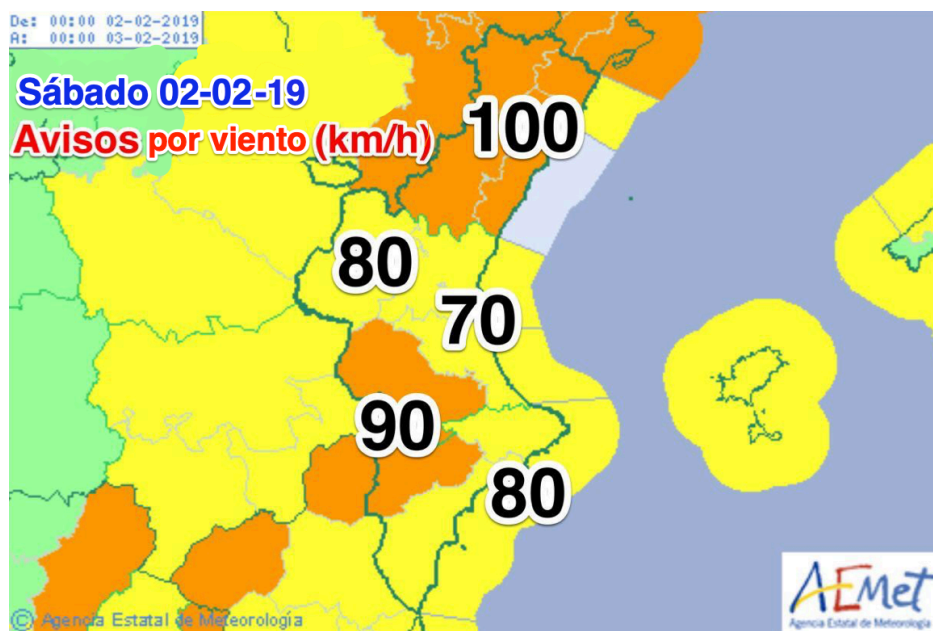 De: 00:00 02-02-2019
A: 00:00 03-02-2019
Sábado 02-02-19
Avisos por viento (km/h)
100
80
70
90
80
AEMet
Agencia Estatal de Meteorología
© Agencia Estatal de Meteorología